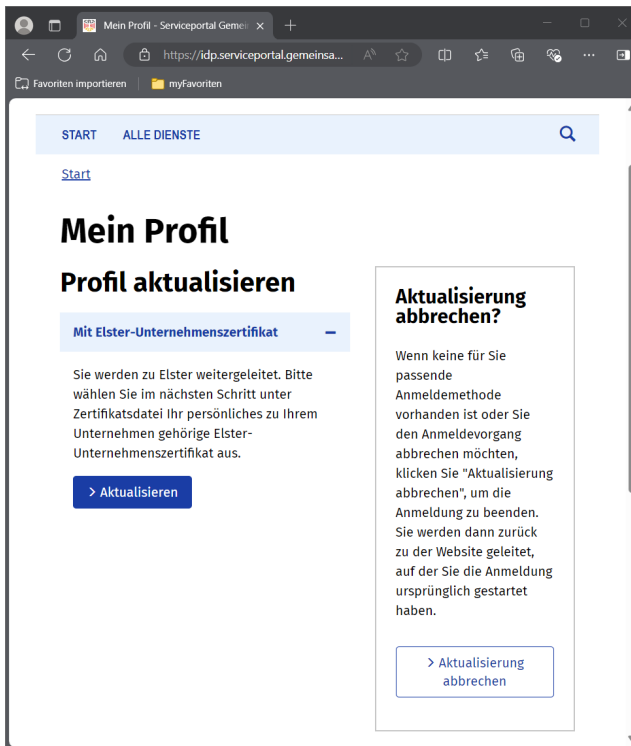 Mein Profil - Serviceportal Gemei
https://idp.serviceportal.gemeinsa...
Favoriten importieren
myFavoriten
START ALLE DIENSTE
Start
Mein Profil
Profil aktualisieren
Mit Elster-Unternehmenszertifikat
Sie werden zu Elster weitergeleitet. Bitte
wählen Sie im nächsten Schritt unter
Zertifikatsdatei Ihr persönliches zu Ihrem
Unternehmen gehörige Elster-
Unternehmenszertifikat aus.
> Aktualisieren
Aktualisierung
abbrechen?
Wenn keine für Sie
passende
Anmeldemethode
vorhanden ist oder Sie
den Anmeldevorgang
abbrechen möchten,
klicken Sie "Aktualisierung
abbrechen", um die
Anmeldung zu beenden.
Sie werden dann zurück
zu der Website geleitet,
auf der Sie die Anmeldung
ursprünglich gestartet
haben.
> Aktualisierung
abbrechen